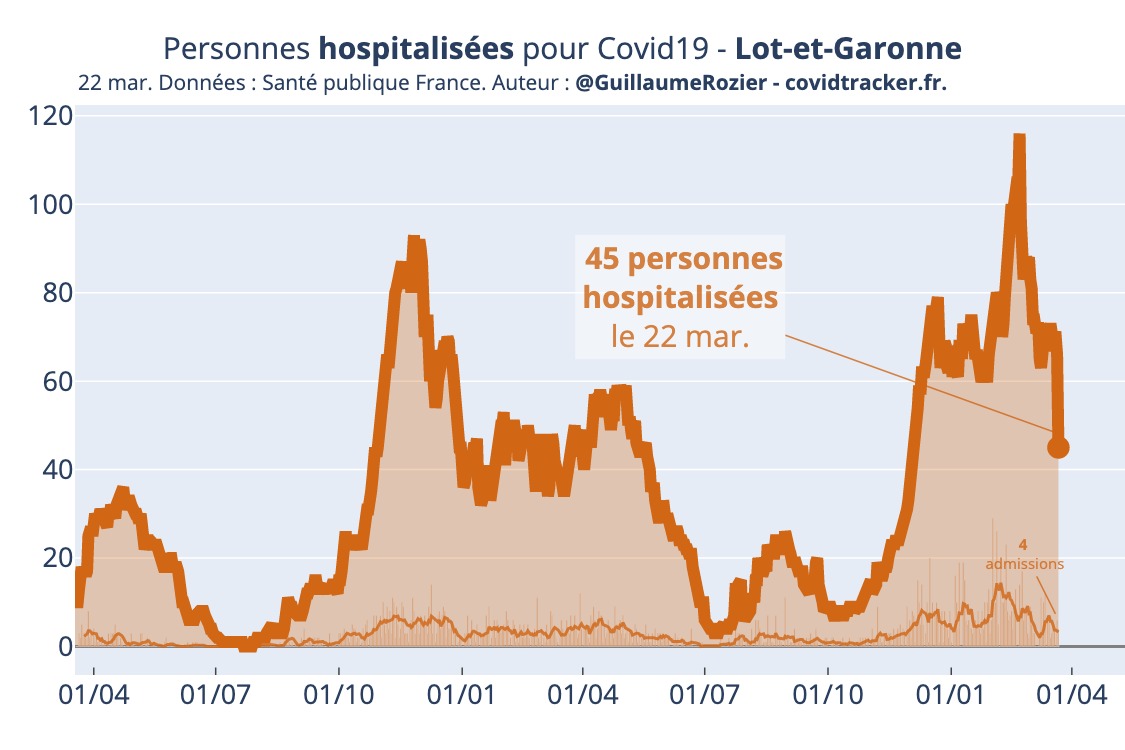 Personnes hospitalisées pour Covid19 - Lot-et-Garonne
22 mar. Données : Santé publique France. Auteur : @GuillaumeRozier - covidtracker.fr.
120
100
80
60
40
20
0
45 personnes
hospitalisées
le 22 mar.
4
admissions
01/04
01/07
01/10
01/01
01/04
01/07
01/10
01/01
01/04